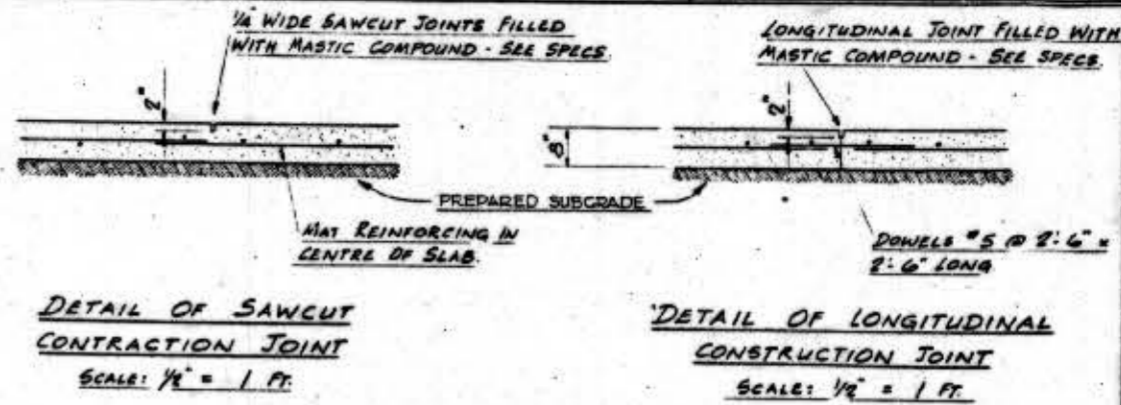 1/4" WIDE SAWCUT JOINTS FILLED
WITH MASTIC COMPOUND - SEE SPECS.
2"
MAT REINFORCING IN
CENTRE OF SLAB.
PREPARED SUBGRADE
DETAIL OF SAWCUT
CONTRACTION JOINT
SCALE: 1/2" = 1 FT.
LONGITUDINAL JOINT FILLED WITH
MASTIC COMPOUND - SEE SPECS.
2"
8"
DOWELS #5 @ 2'-6" x
2'-6" LONG
DETAIL OF LONGITUDINAL
CONSTRUCTION JOINT
SCALE: 1/2" = 1 FT.